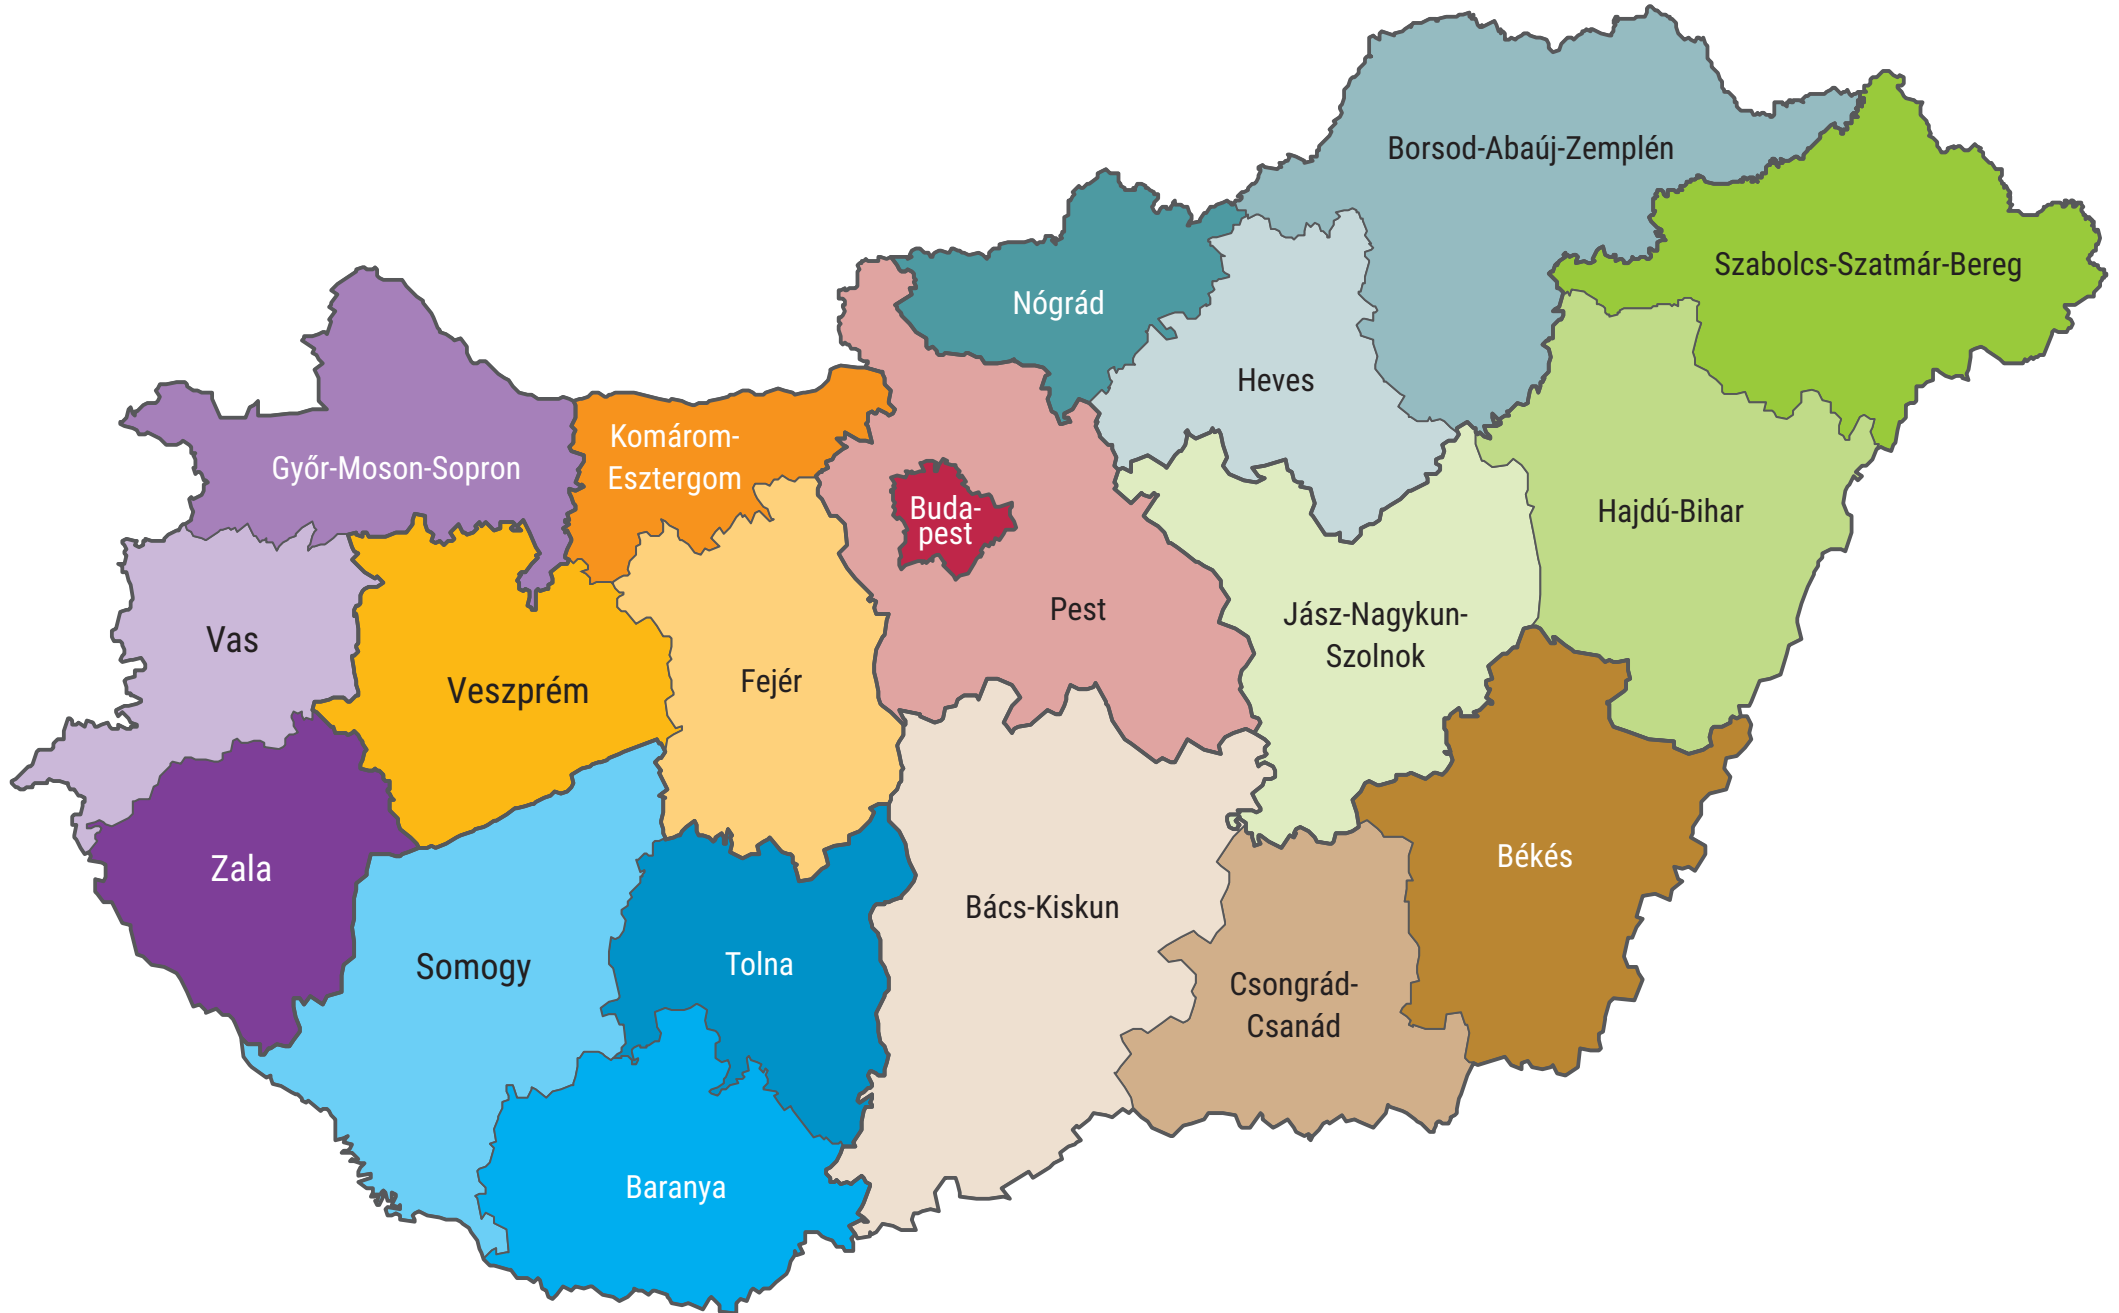 Borsod-Abaúj-Zemplén
Szabolcs-Szatmár-Bereg
Nógrád
Heves
Komárom-
Esztergom
Győr-Moson-Sopron
Buda-
pest
Hajdú-Bihar
Pest
Jász-Nagykun-
Szolnok
Vas
Veszprém
Fejér
Zala
Békés
Bács-Kiskun
Somogy
Tolna
Csongrád-
Csanád
Baranya